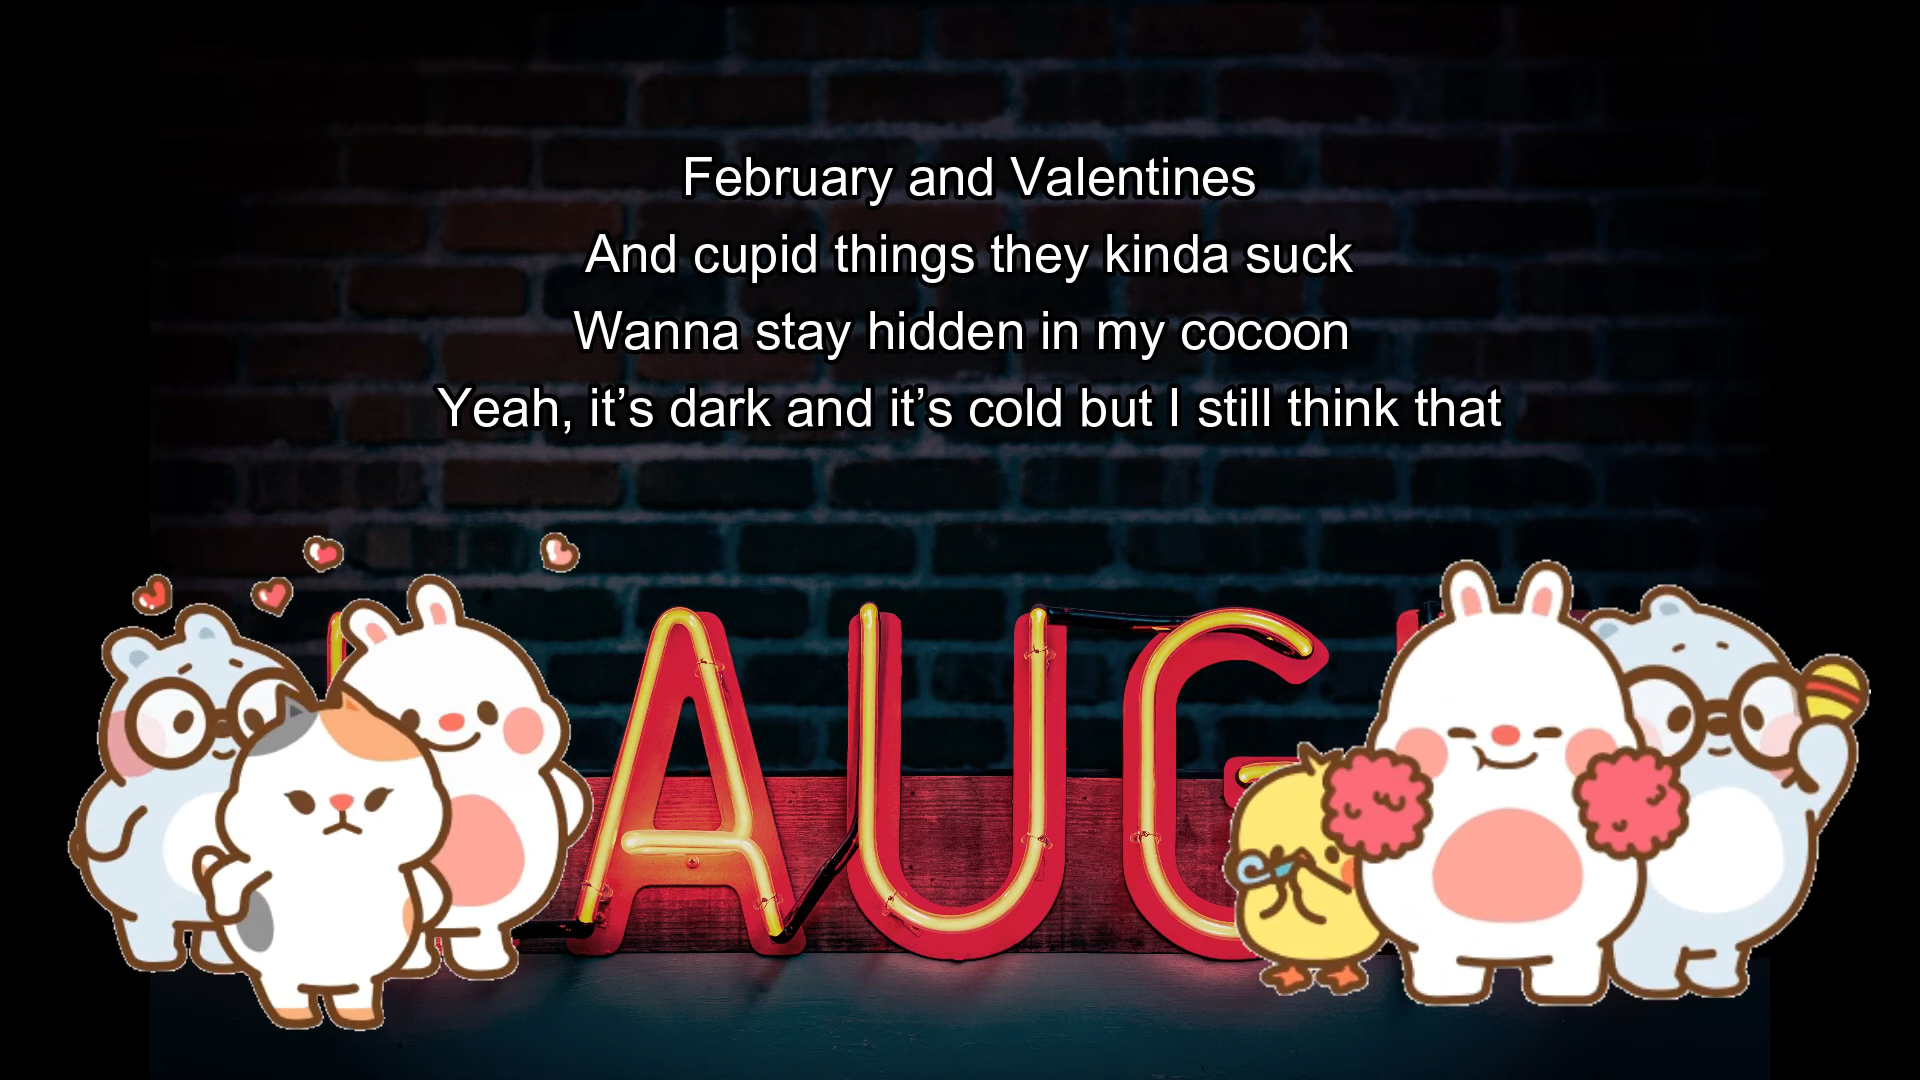 February and Valentines
And cupid things they kinda suck
Wanna stay hidden in my cocoon
Yeah, it’s dark and it’s cold but I still think that
AUG